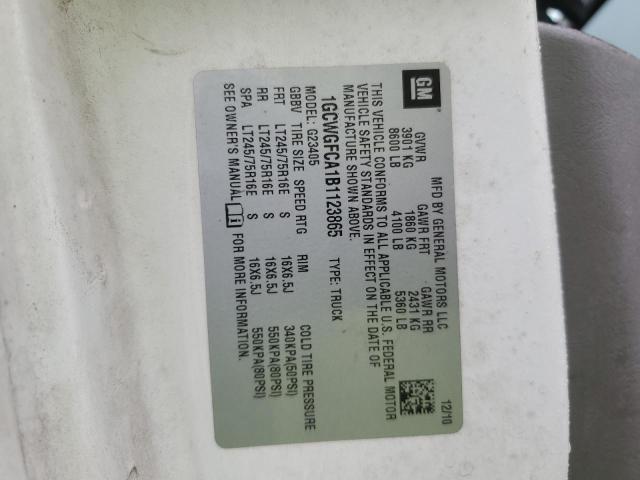 GM
MFD BY GENERAL MOTORS LLC 12/10
GVWR GAWR FRT GAWR RR
3901 KG 1860 KG 2431 KG
8600 LB 4100 LB 5360 LB
THIS VEHICLE CONFORMS TO ALL APPLICABLE U.S. FEDERAL MOTOR
VEHICLE SAFETY STANDARDS IN EFFECT ON THE DATE OF
MANUFACTURE SHOWN ABOVE.
1GCWGFCA1B1123865 TYPE: TRUCK
MODEL: G23405
GBBV TIRE SIZE SPEED RTG RIM COLD TIRE PRESSURE
FRT LT245/75R16E S 16X6.5J 340KPA(50PSI)
RR LT245/75R16E S 16X6.5J 550KPA(80PSI)
SPA LT245/75R16E S 16X6.5J 550KPA(80PSI)
SEE OWNER'S MANUAL FOR MORE INFORMATION.